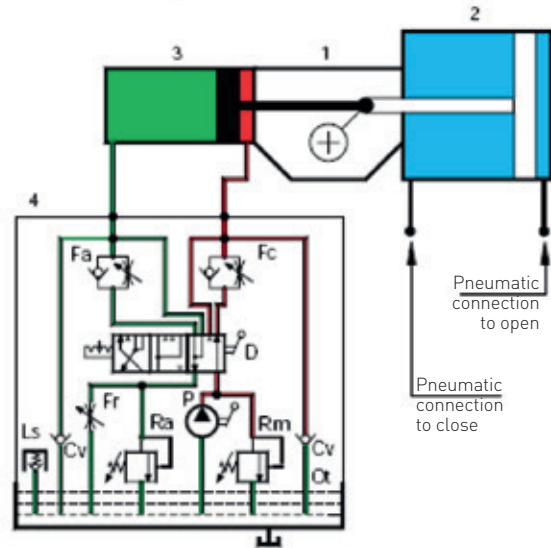 2
3
1
4
Fa
Fc
D
Fr
P
Ra
Rm
Ls
Cv
Cv
Ot
Pneumatic
connection
to open
Pneumatic
connection
to close